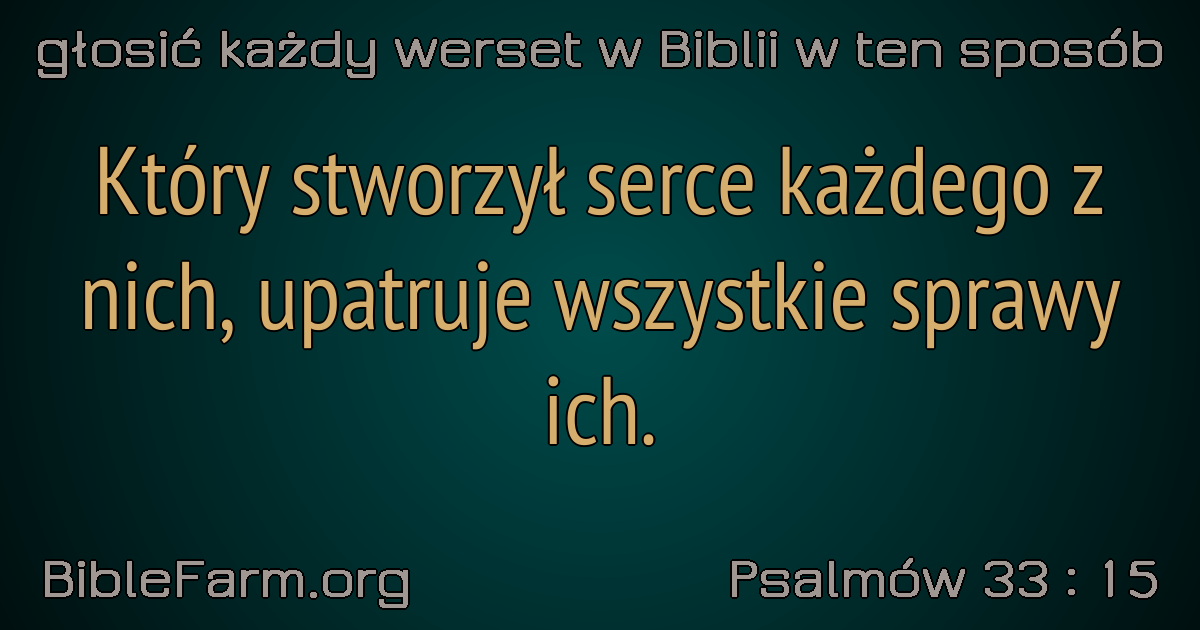 głosić każdy werset w Biblii w ten sposób
Który stworzył serce każdego z
nich, upatruje wszystkie sprawy
ich.
BibleFarm.org
Psalmów 33 : 15